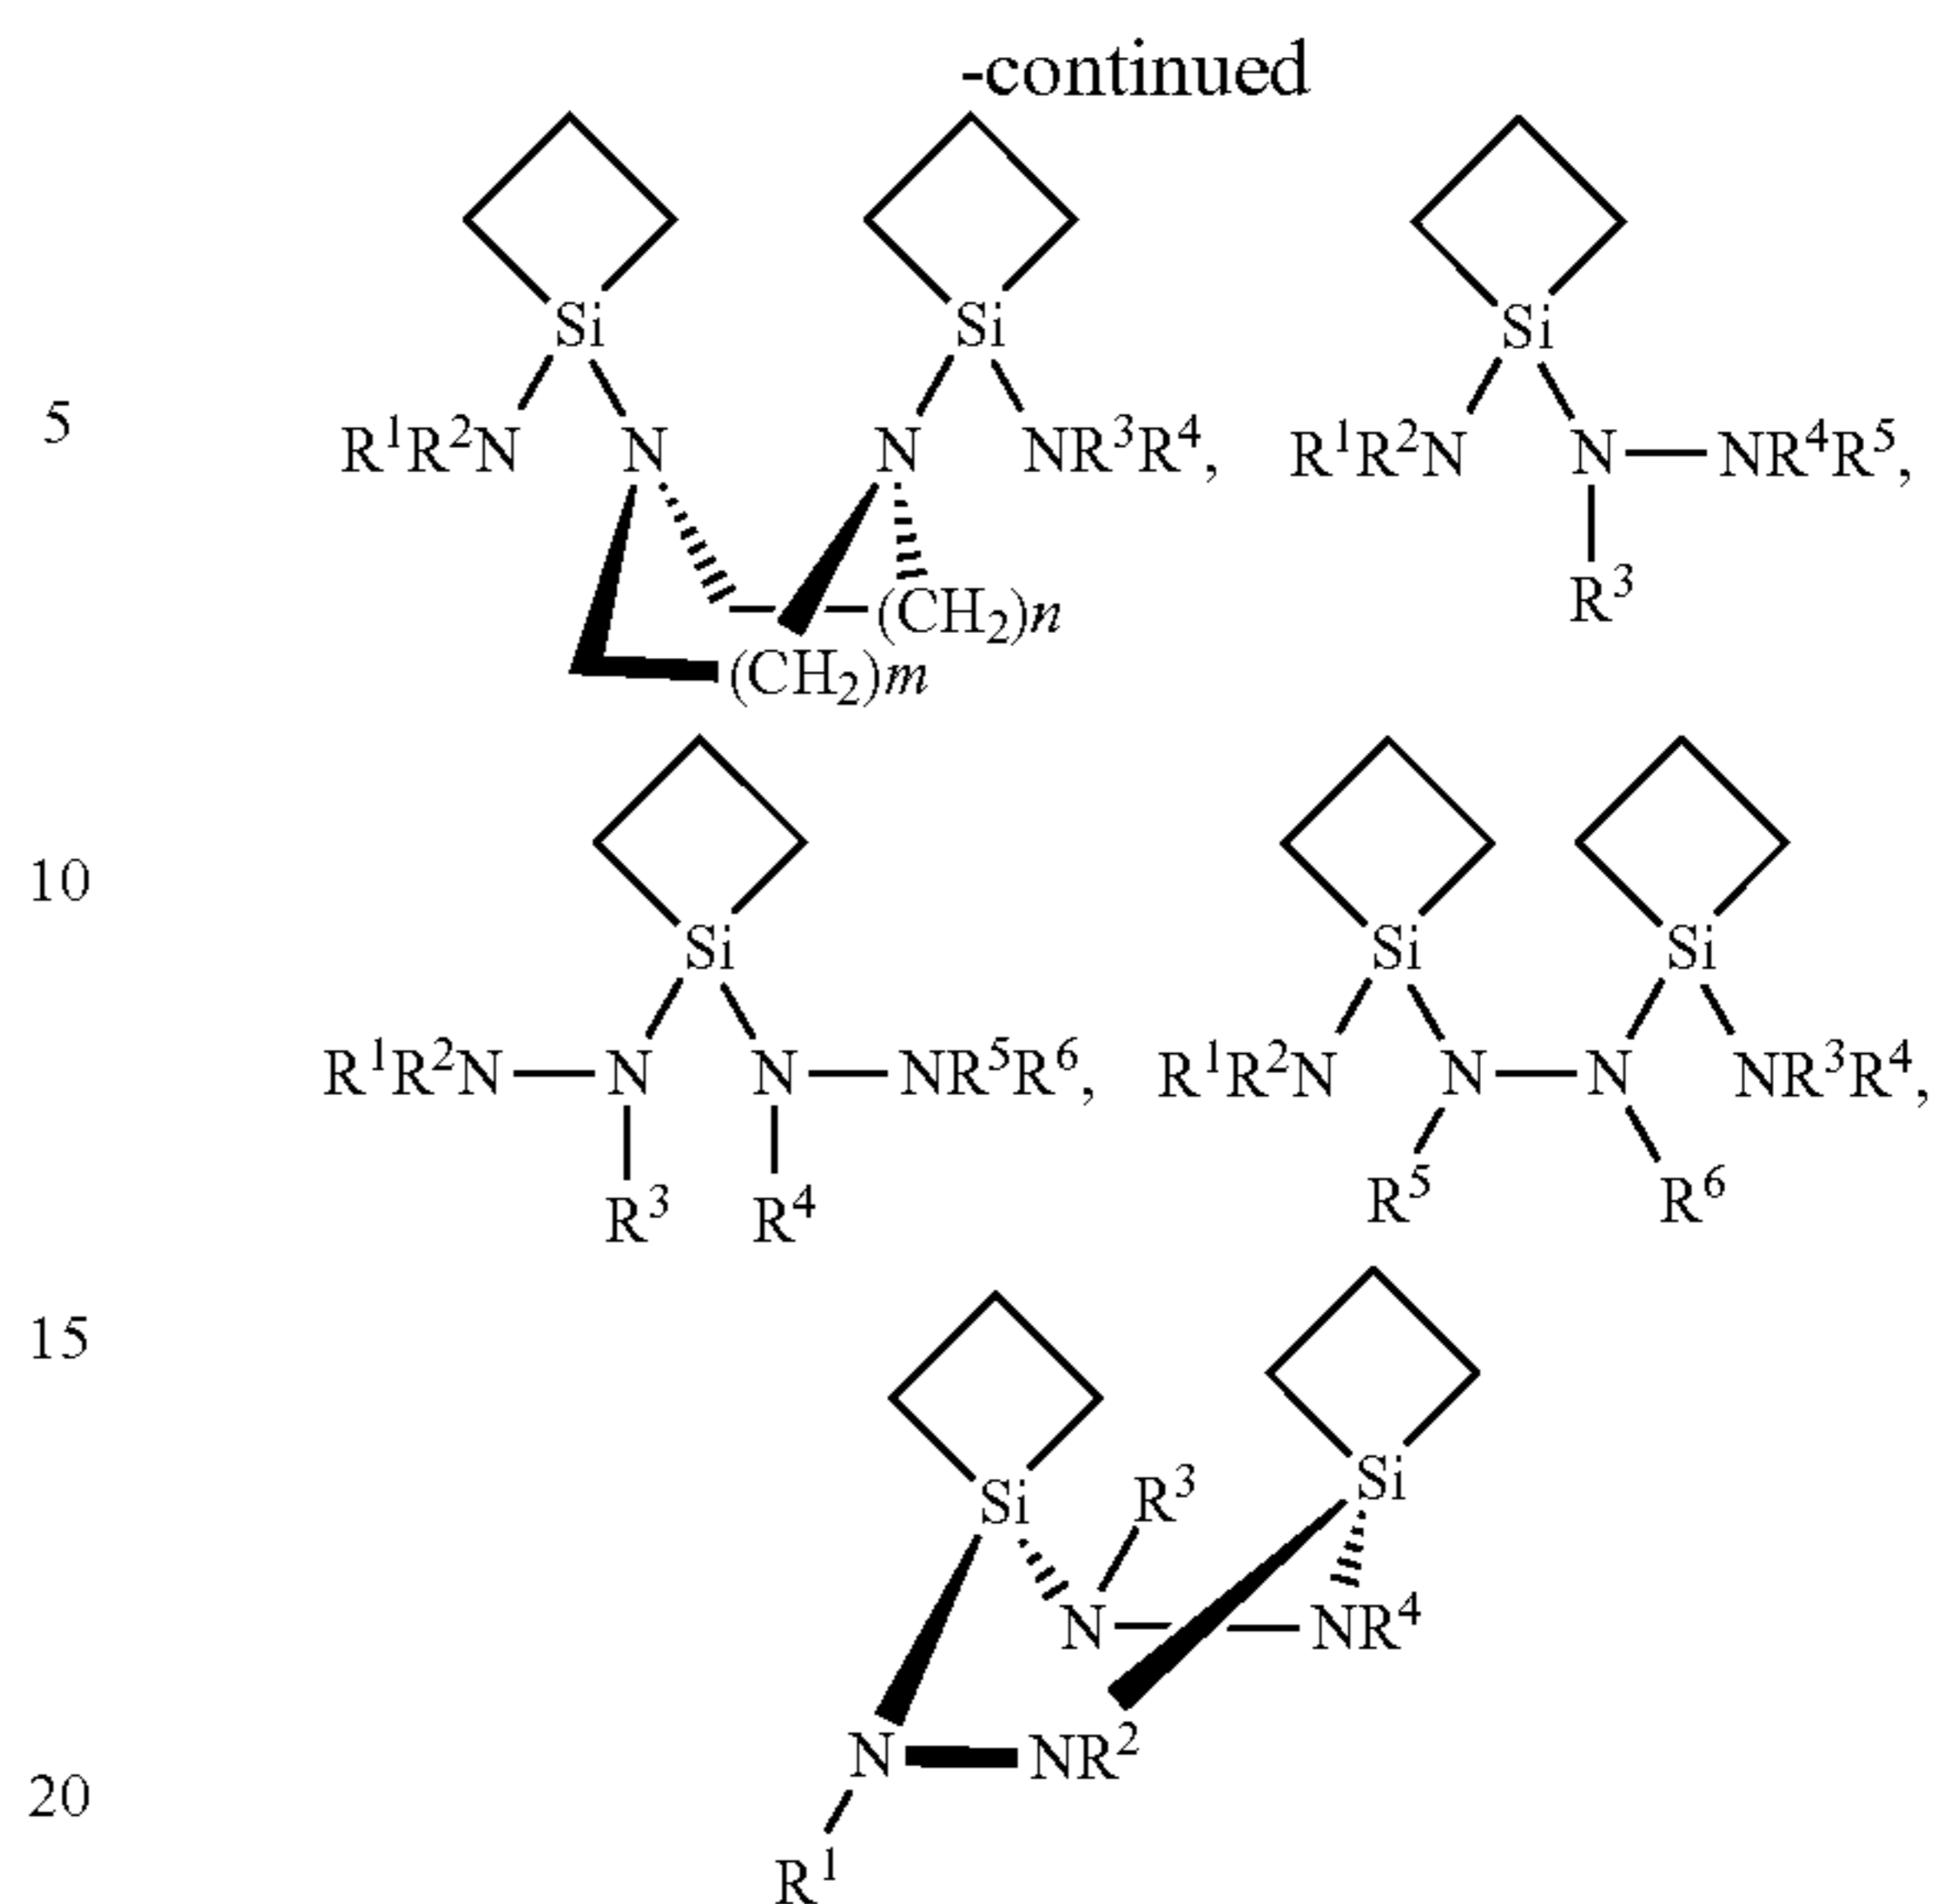 -continued
Si Si Si
5 R¹R²N N N NR³R⁴, R¹R²N N NR⁴R⁵,
R³
(CH₂)n
(CH₂)m
10
Si Si Si
R¹R²N N N NR⁵R⁶, R¹R²N N N NR³R⁴,
R³ R⁴ R⁵ R⁶
15
Si R³ Si
N NR⁴
N NR²
20
R¹